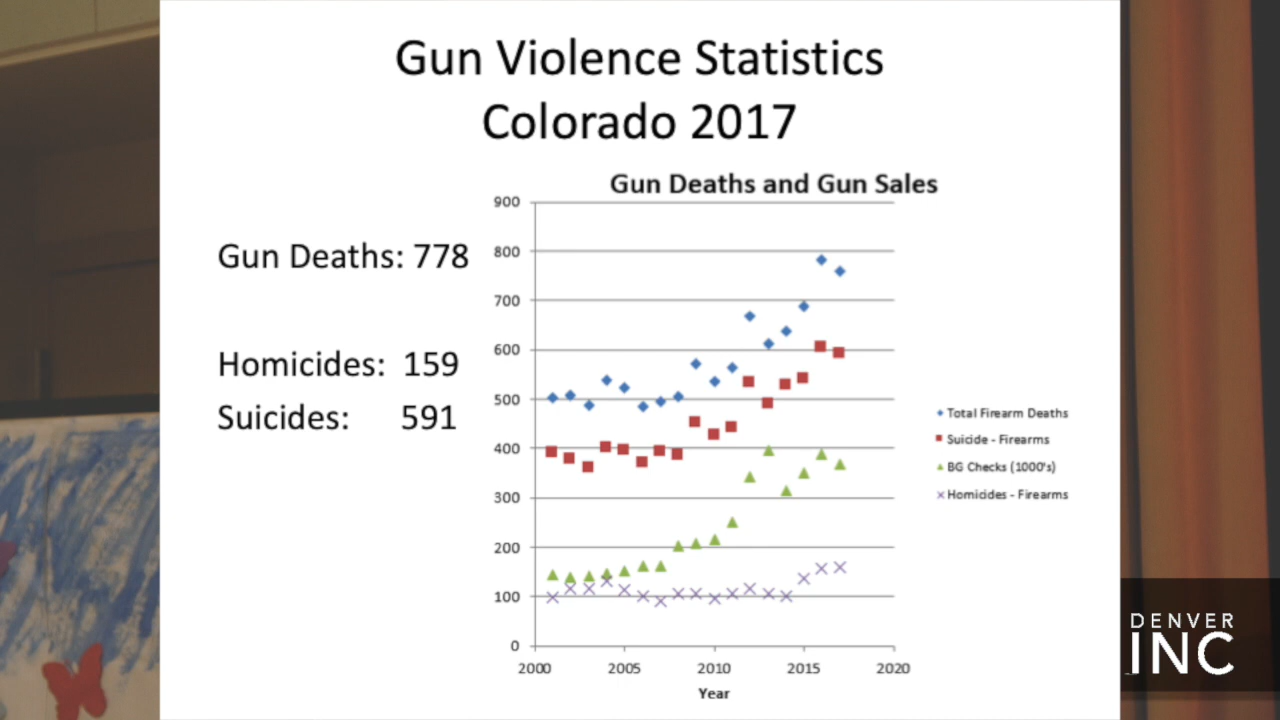 Gun Violence Statistics
Colorado 2017
Gun Deaths: 778
Homicides: 159
Suicides: 591
Gun Deaths and Gun Sales
900
800
700
600
500
400
300
200
100
0
2000 2005 2010 2015 2020
Year
Total Firearm Deaths
Suicide - Firearms
BG Checks (1000's)
Homicides - Firearms
DENVER
INC